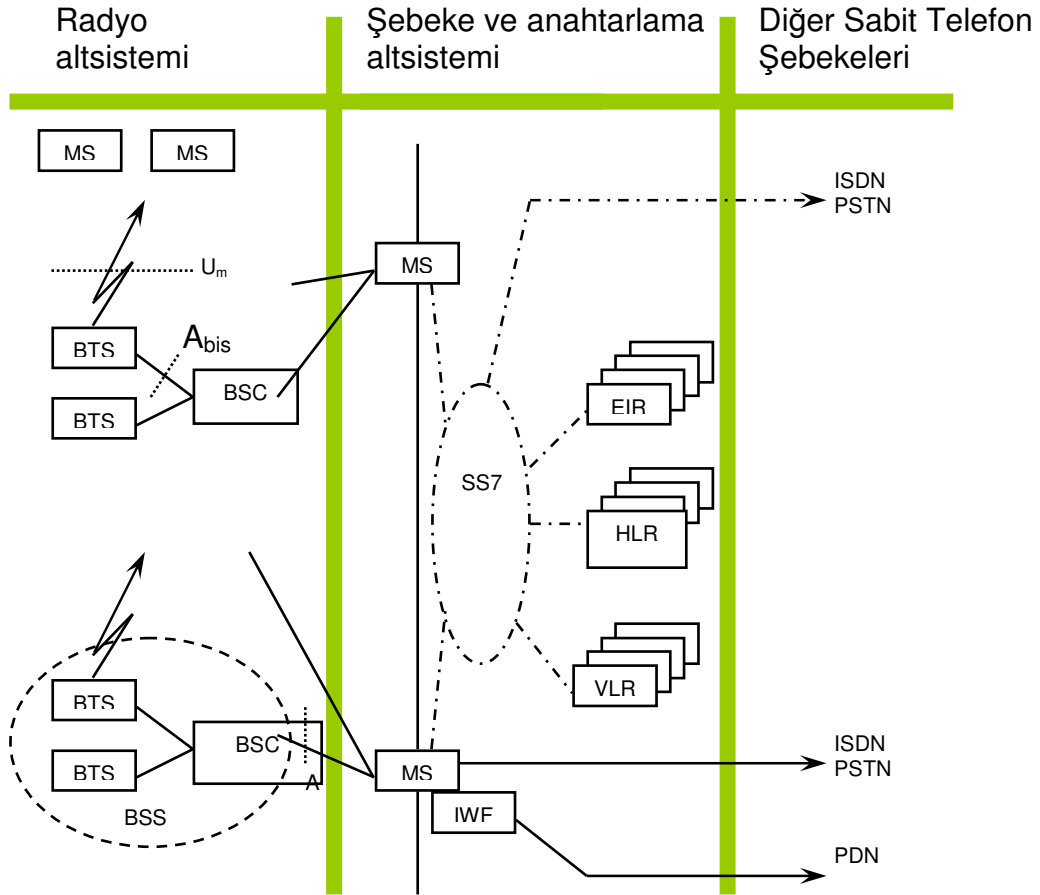 Radyo
altsistemi
Şebeke ve anahtarlama
altsistemi
Diğer Sabit Telefon
Şebekeleri
MS
MS
ISDN
PSTN
Um
MS
BTS
Abis
BSC
BTS
EIR
SS7
HLR
BTS
VLR
BSC
BTS
A
BSS
MS
ISDN
PSTN
IWF
PDN